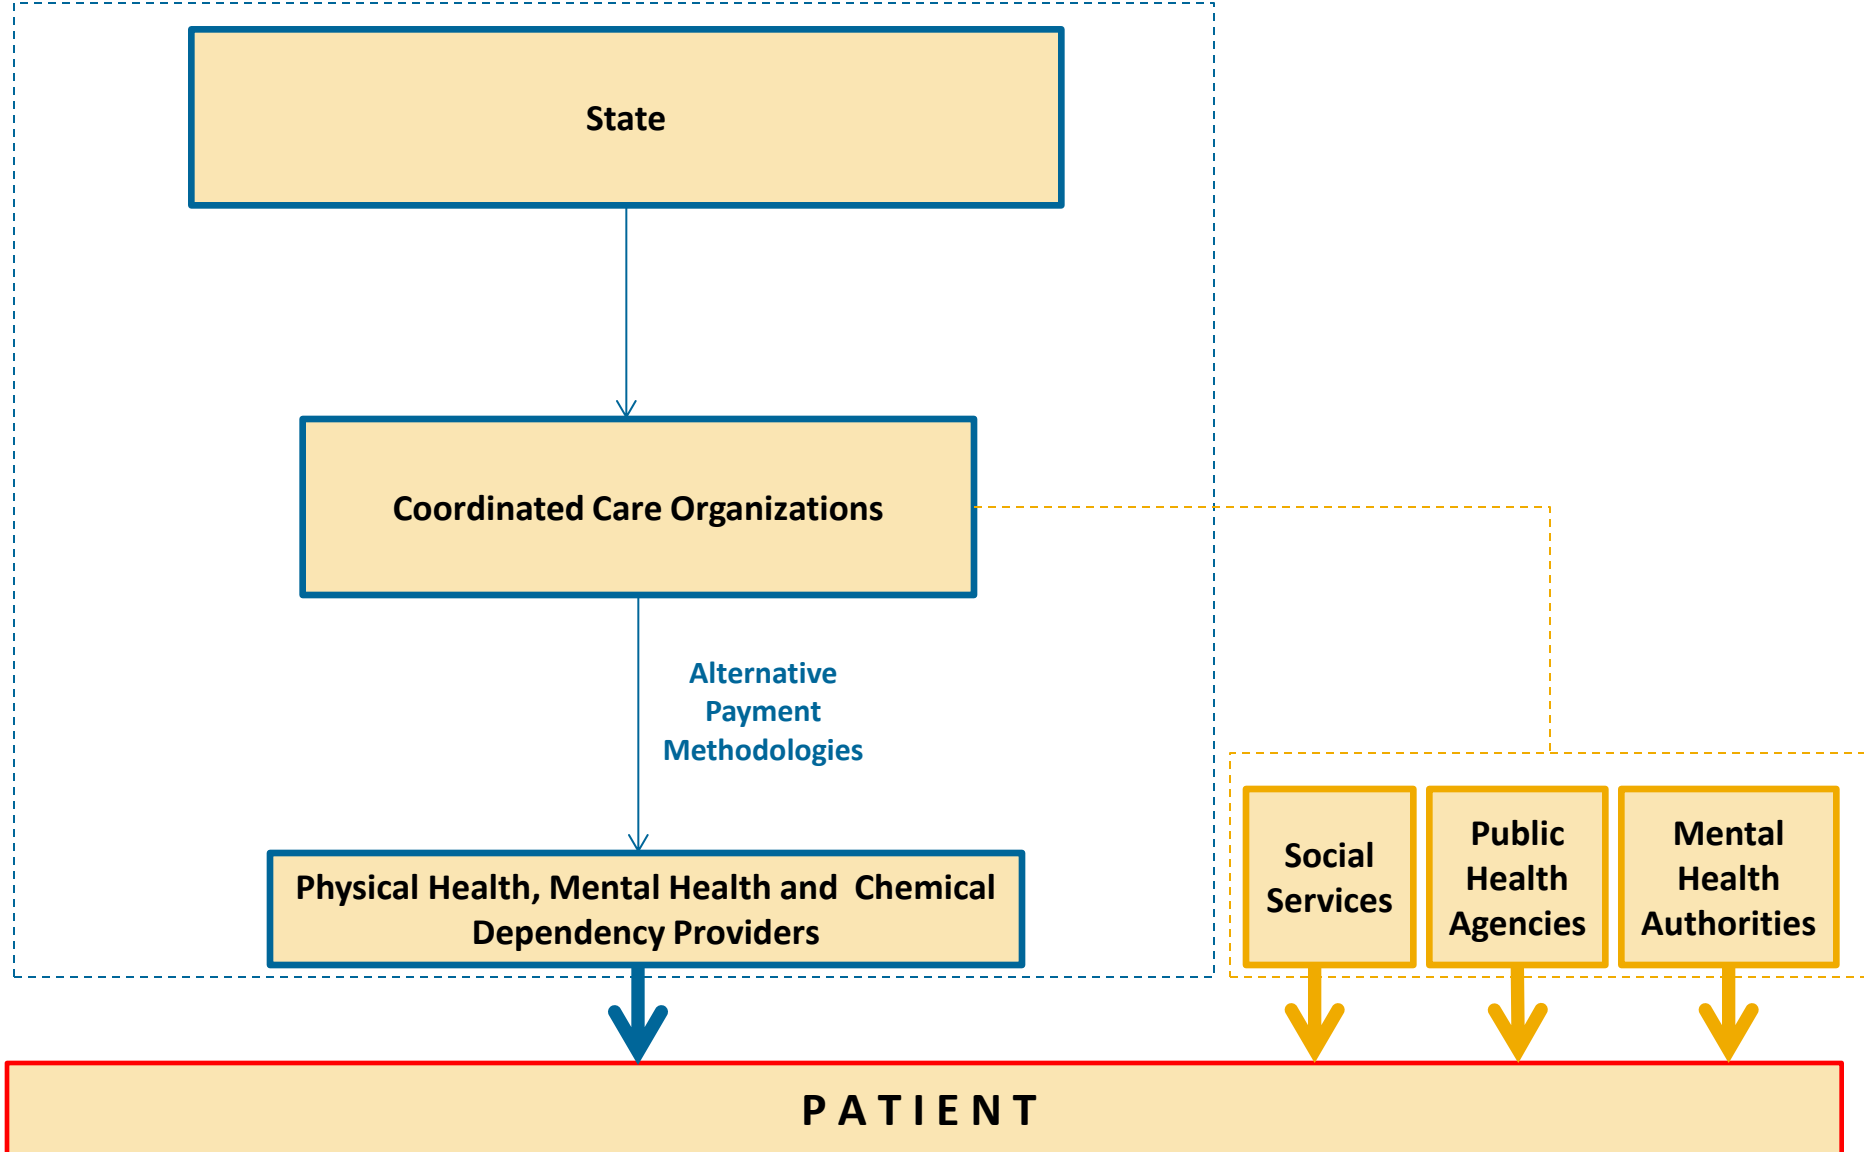 State
Coordinated Care Organizations
Alternative
Payment
Methodologies
Physical Health, Mental Health and  Chemical
Dependency Providers
Social
Services
Public
Health
Agencies
Mental
Health
Authorities
P A T I E N T